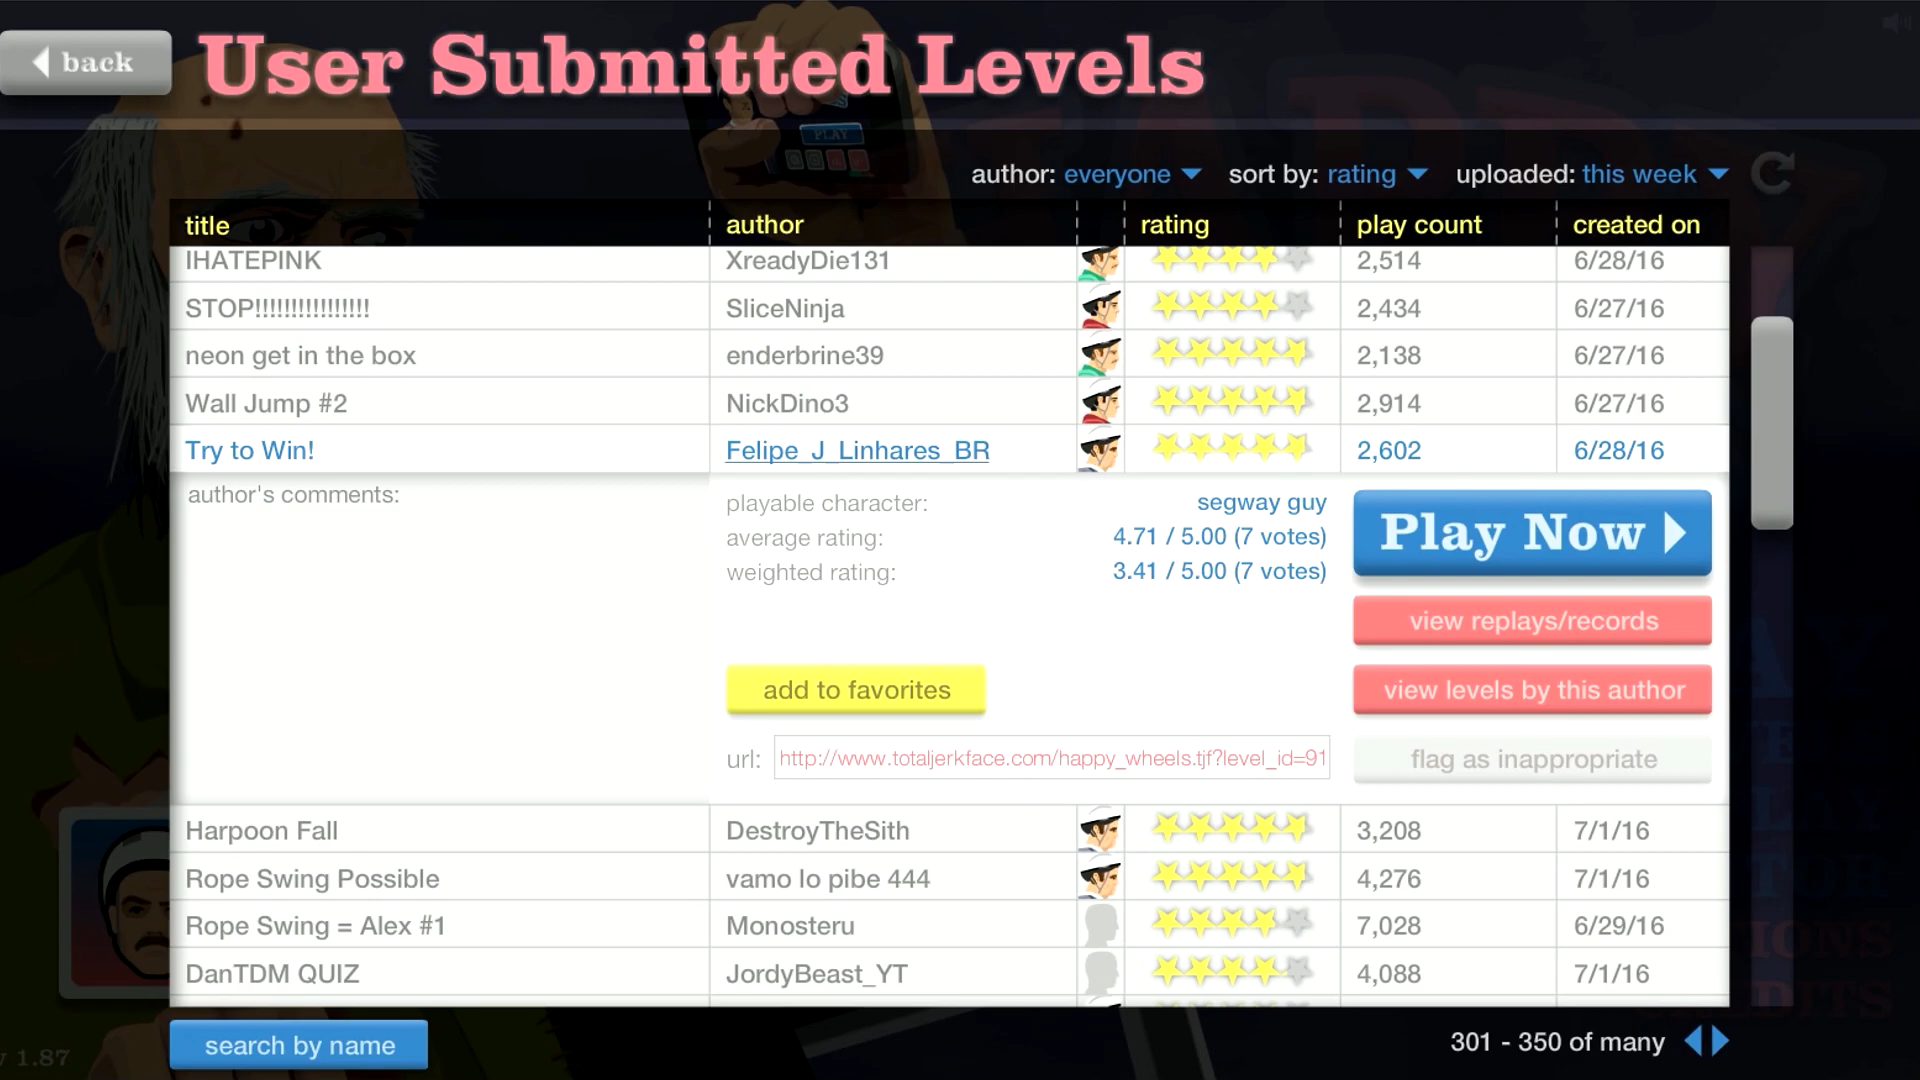 back
User Submitted Levels
PLAY
author: everyone sort by: rating uploaded: this week
title author rating play count created on
IHATEPINK XreadyDie131 2,514 6/28/16
STOP!!!!!!!!!!!!!!!! SliceNinja 2,434 6/27/16
neon get in the box enderbrine39 2,138 6/27/16
Wall Jump #2 NickDino3 2,914 6/27/16
Try to Win! Felipe_J_Linhares_BR 2,602 6/28/16
author's comments:
playable character: segway guy
average rating: 4.71 / 5.00 (7 votes)
weighted rating: 3.41 / 5.00 (7 votes)
Play Now
view replays/records
add to favorites
view levels by this author
url: http://www.totaljerkface.com/happy_wheels.tjf?level_id=91
flag as inappropriate
Harpoon Fall DestroyTheSith 3,208 7/1/16
Rope Swing Possible vamo lo pibe 444 4,276 7/1/16
Rope Swing = Alex #1 Monosteru 7,028 6/29/16
DanTDM QUIZ JordyBeast_YT 4,088 7/1/16
search by name
301 - 350 of many
v 1.87